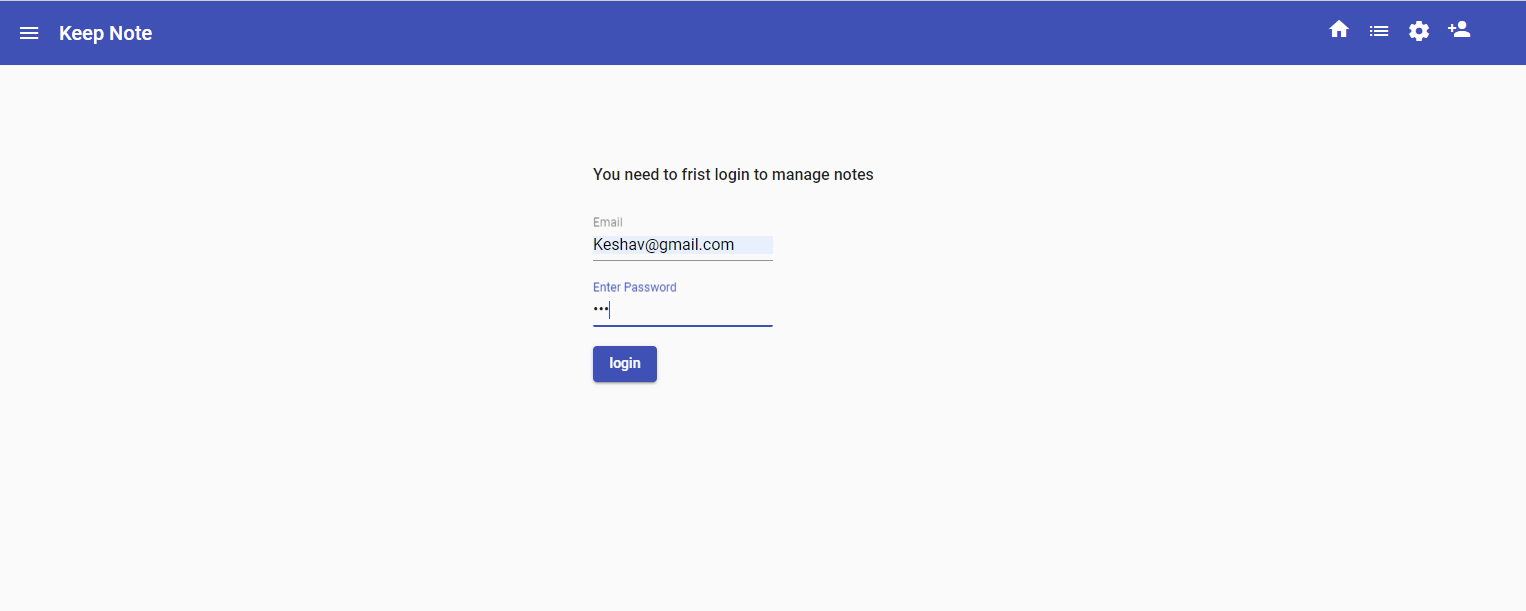 Keep Note
You need to frist login to manage notes
Email
Keshav@gmail.com
Enter Password
•••
login